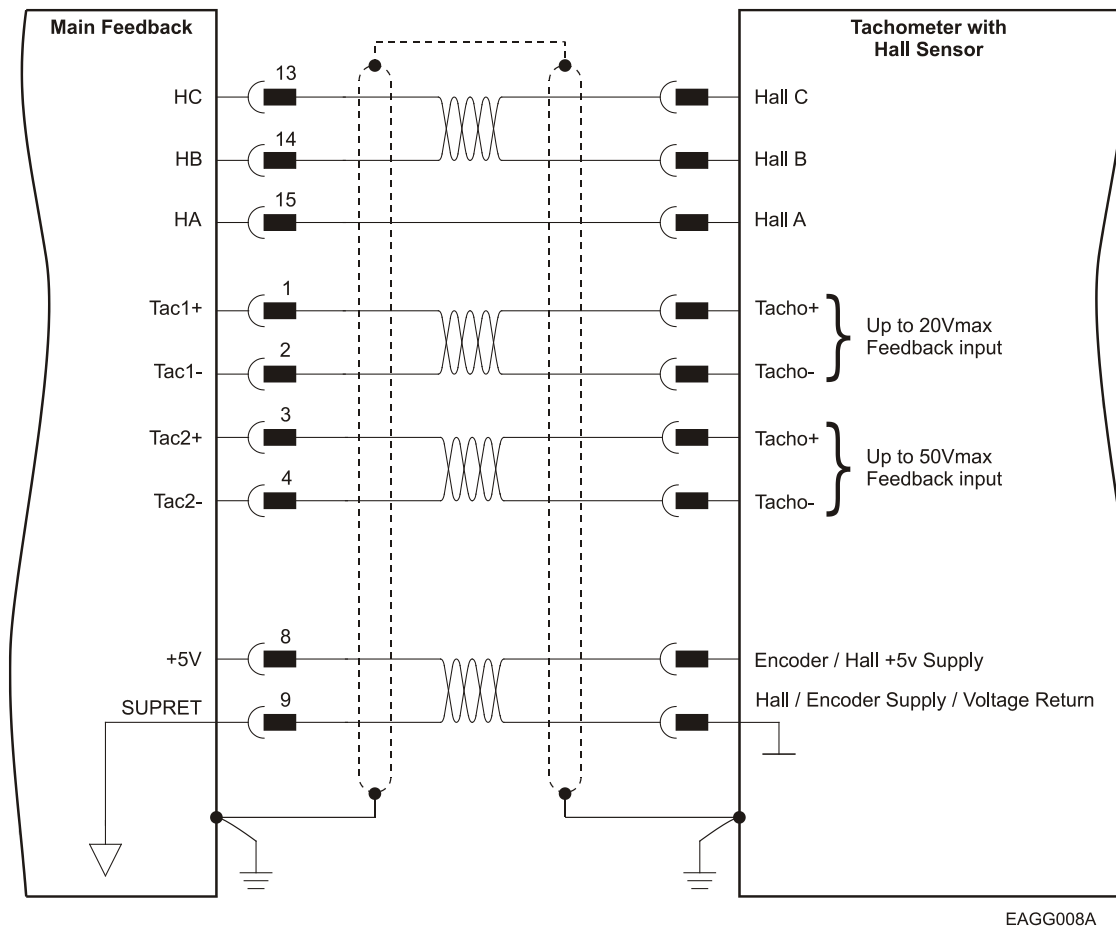 Main Feedback
Tachometer with
Hall Sensor
HC
13
Hall C
HB
14
Hall B
HA
15
Hall A
Tac1+
1
Tacho+
Up to 20Vmax
Feedback input
Tac1-
2
Tacho-
Tac2+
3
Tacho+
Up to 50Vmax
Feedback input
Tac2-
4
Tacho-
+5V
8
Encoder / Hall +5v Supply
SUPRET
9
Hall / Encoder Supply / Voltage Return
EAGG008A